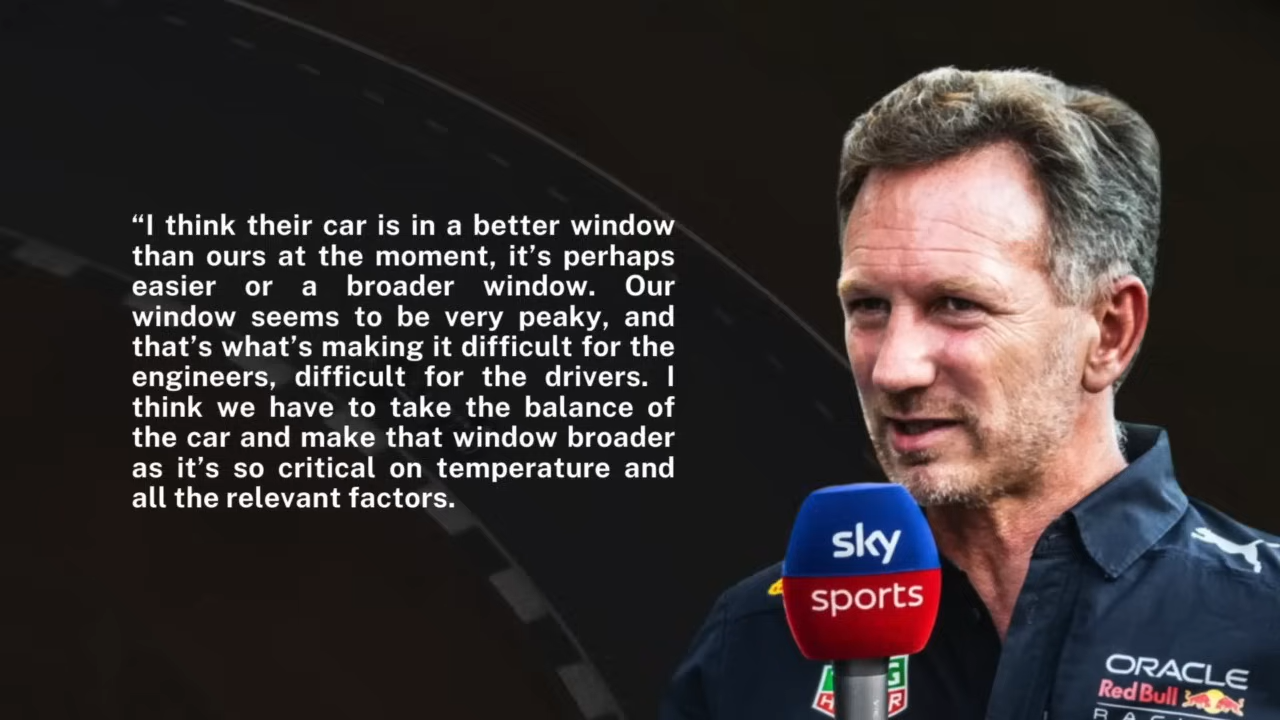 “I think their car is in a better window
than ours at the moment, it’s perhaps
easier or a broader window. Our
window seems to be very peaky, and
that’s what’s making it difficult for the
engineers, difficult for the drivers. I
think we have to take the balance of
the car and make that window broader
as it’s so critical on temperature and
all the relevant factors.
sky
sports
ORACLE
Red Bull